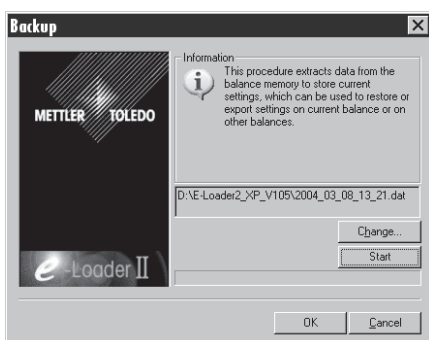 Backup
METTLER TOLEDO
e-Loader II
Information
This procedure extracts data from the
balance memory to store current
settings, which can be used to restore or
export settings on current balance or on
other balances.
D:\E-Loader2_XP_V105\2004_03_08_13_21.dat
Change...
Start
OK
Cancel